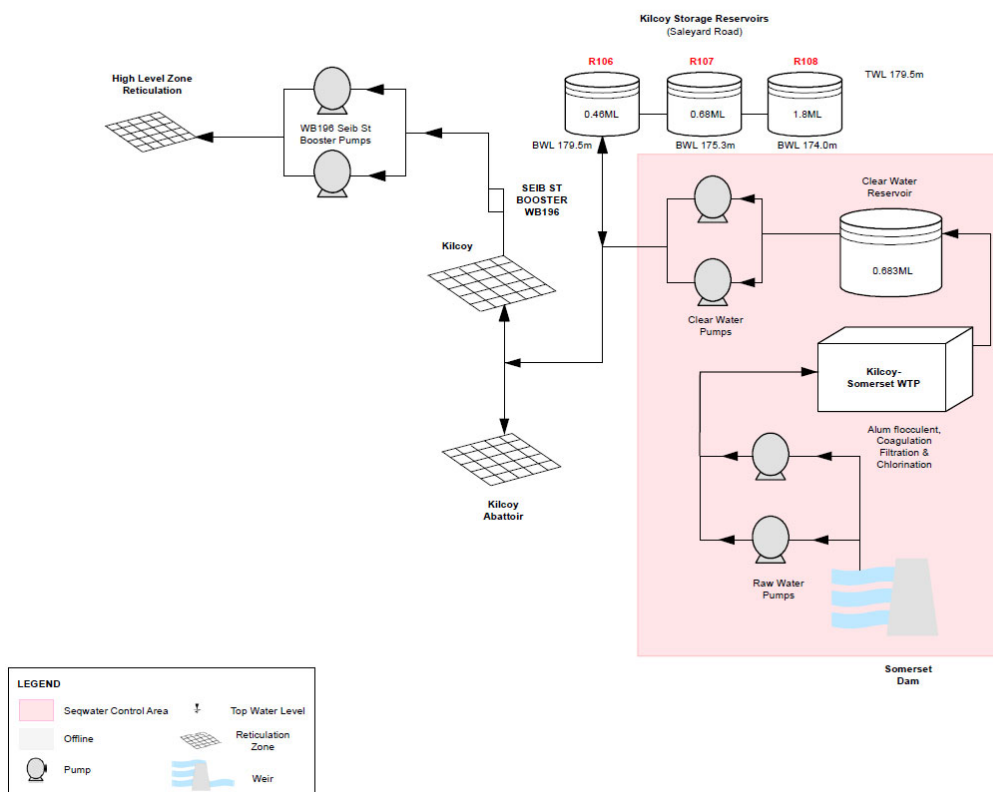 Kilcoy Storage Reservoirs
(Saleyard Road)
R106
R107
R108
TWL 179.5m
0.46ML
0.68ML
1.8ML
BWL 179.5m
BWL 175.3m
BWL 174.0m
High Level Zone
Reticulation
WB196 Seib St
Booster Pumps
SEIB ST
BOOSTER
WB196
Kilcoy
Clear Water
Reservoir
0.683ML
Clear Water
Pumps
Kilcoy-
Somerset WTP
Alum flocculent,
Coagulation
Filtration &
Chlorination
Kilcoy
Abattoir
Raw Water
Pumps
Somerset
Dam
LEGEND
Seqwater Control Area
Top Water Level
Offline
Reticulation
Zone
Pump
Weir